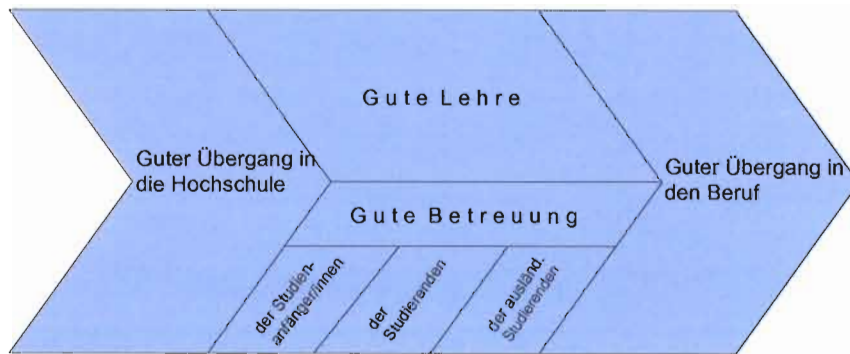 Gute Lehre
Guter Übergang in
die Hochschule
Guter Übergang in
den Beruf
Gute Betreuung
der Studien-
anfänger/innen
der
Studierenden
der ausländ.
Studierenden